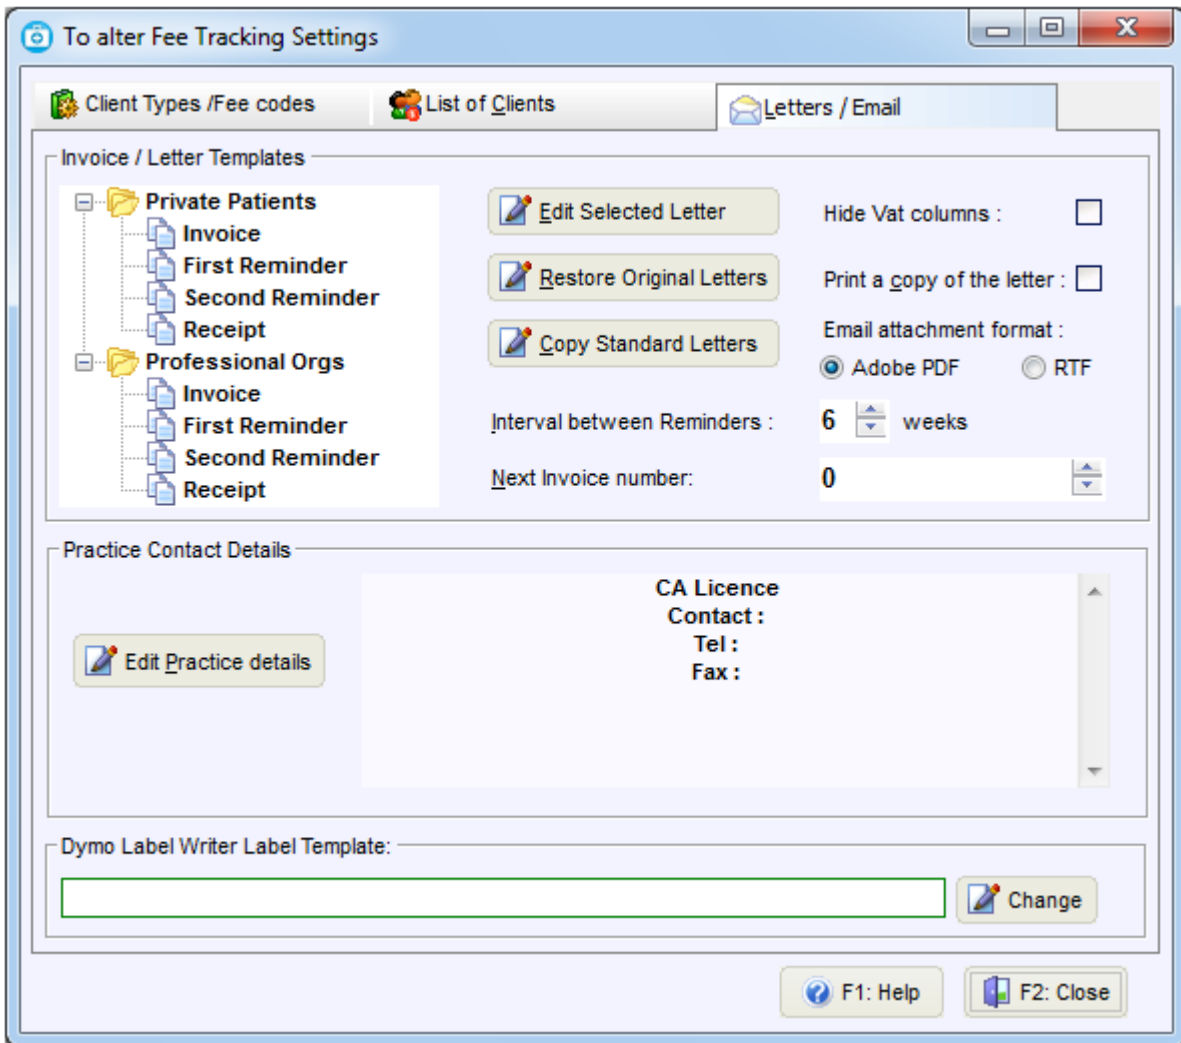 To alter Fee Tracking Settings
Client Types /Fee codes
List of Clients
Letters / Email
Invoice / Letter Templates
Private Patients
Invoice
First Reminder
Second Reminder
Receipt
Professional Orgs
Invoice
First Reminder
Second Reminder
Receipt
Edit Selected Letter
Restore Original Letters
Copy Standard Letters
Hide Vat columns :
Print a copy of the letter :
Email attachment format :
Adobe PDF
RTF
Interval between Reminders : 6 weeks
Next Invoice number: 0
Practice Contact Details
Edit Practice details
CA Licence
Contact :
Tel :
Fax :
Dymo Label Writer Label Template:
Change
F1: Help
F2: Close